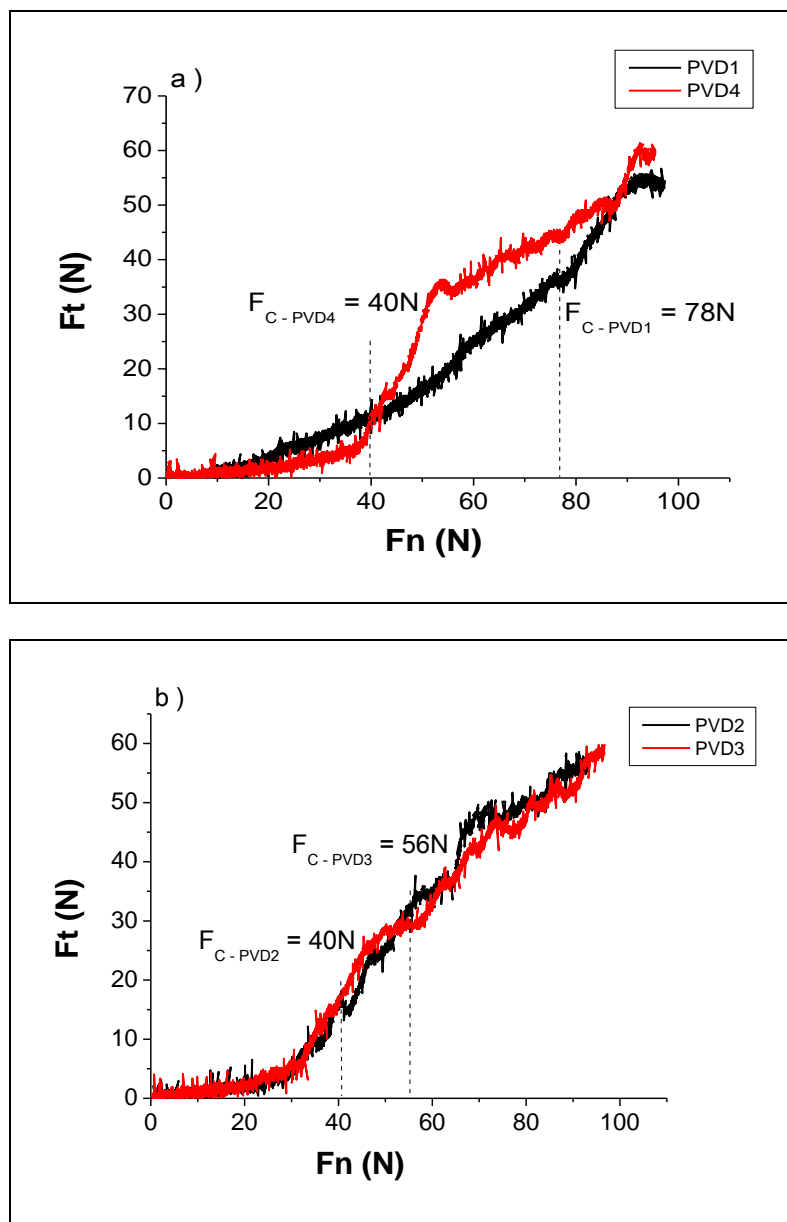 a )
PVD1
PVD4
70
60
50
40
30
20
10
0
Ft (N)
F C - PVD4 = 40N
F C - PVD1 = 78N
0 20 40 60 80 100
Fn (N)
b )
PVD2
PVD3
60
50
40
30
20
10
0
Ft (N)
F C - PVD3 = 56N
F C - PVD2 = 40N
0 20 40 60 80 100
Fn (N)